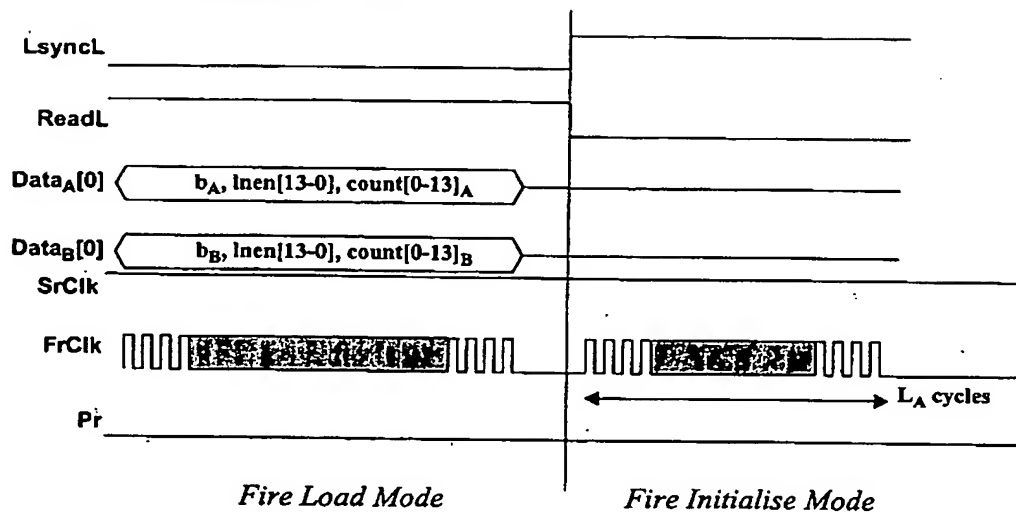 LsyncL
ReadL
DataA[0] bA, lnen[13-0], count[0-13]A
DataB[0] bB, lnen[13-0], count[0-13]B
SrClk
FrClk
LA cycles
Pr
Fire Load Mode Fire Initialise Mode